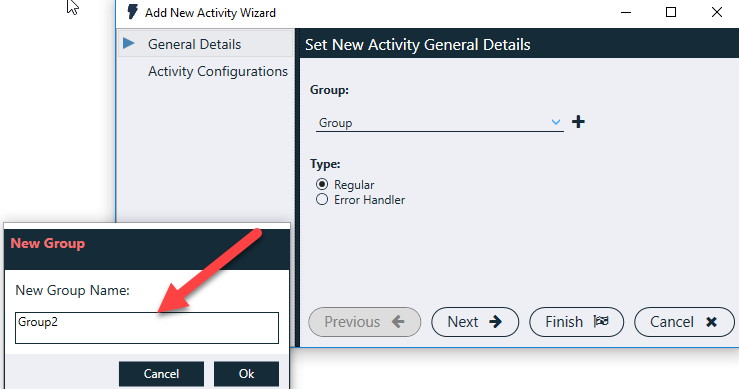 Add New Activity Wizard
General Details
Activity Configurations
Set New Activity General Details
Group:
Group
Type:
Regular
Error Handler
Previous
Next
Finish
Cancel
New Group
New Group Name:
Group2
Cancel
Ok